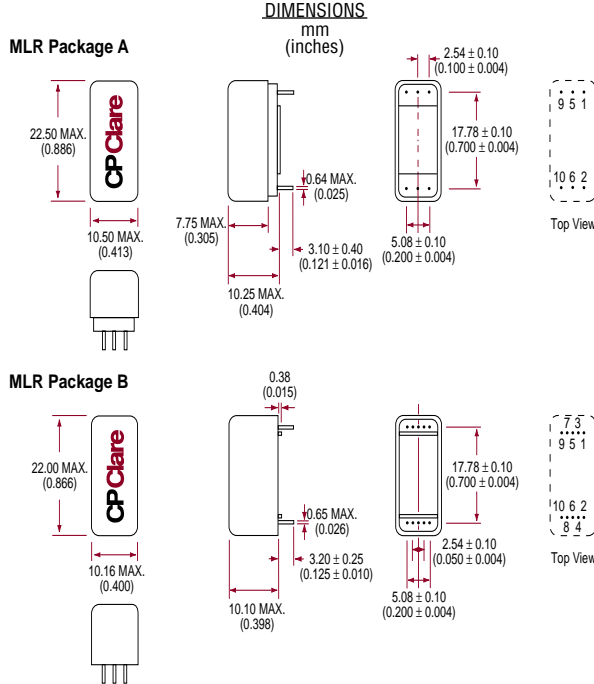 DIMENSIONS
mm
(inches)
MLR Package A
CPClare
22.50 MAX.
(0.886)
10.50 MAX.
(0.413)
0.64 MAX.
(0.025)
7.75 MAX.
(0.305)
3.10 ± 0.40
(0.121 ± 0.016)
10.25 MAX.
(0.404)
2.54 ± 0.10
(0.100 ± 0.004)
17.78 ± 0.10
(0.700 ± 0.004)
5.08 ± 0.10
(0.200 ± 0.004)
9 5 1
10 6 2
Top View
MLR Package B
CPClare
22.00 MAX.
(0.866)
10.16 MAX.
(0.400)
0.38
(0.015)
0.65 MAX.
(0.026)
3.20 ± 0.25
(0.125 ± 0.010)
10.10 MAX.
(0.398)
17.78 ± 0.10
(0.700 ± 0.004)
2.54 ± 0.10
(0.050 ± 0.004)
5.08 ± 0.10
(0.200 ± 0.004)
7 3
9 5 1
10 6 2
8 4
Top View